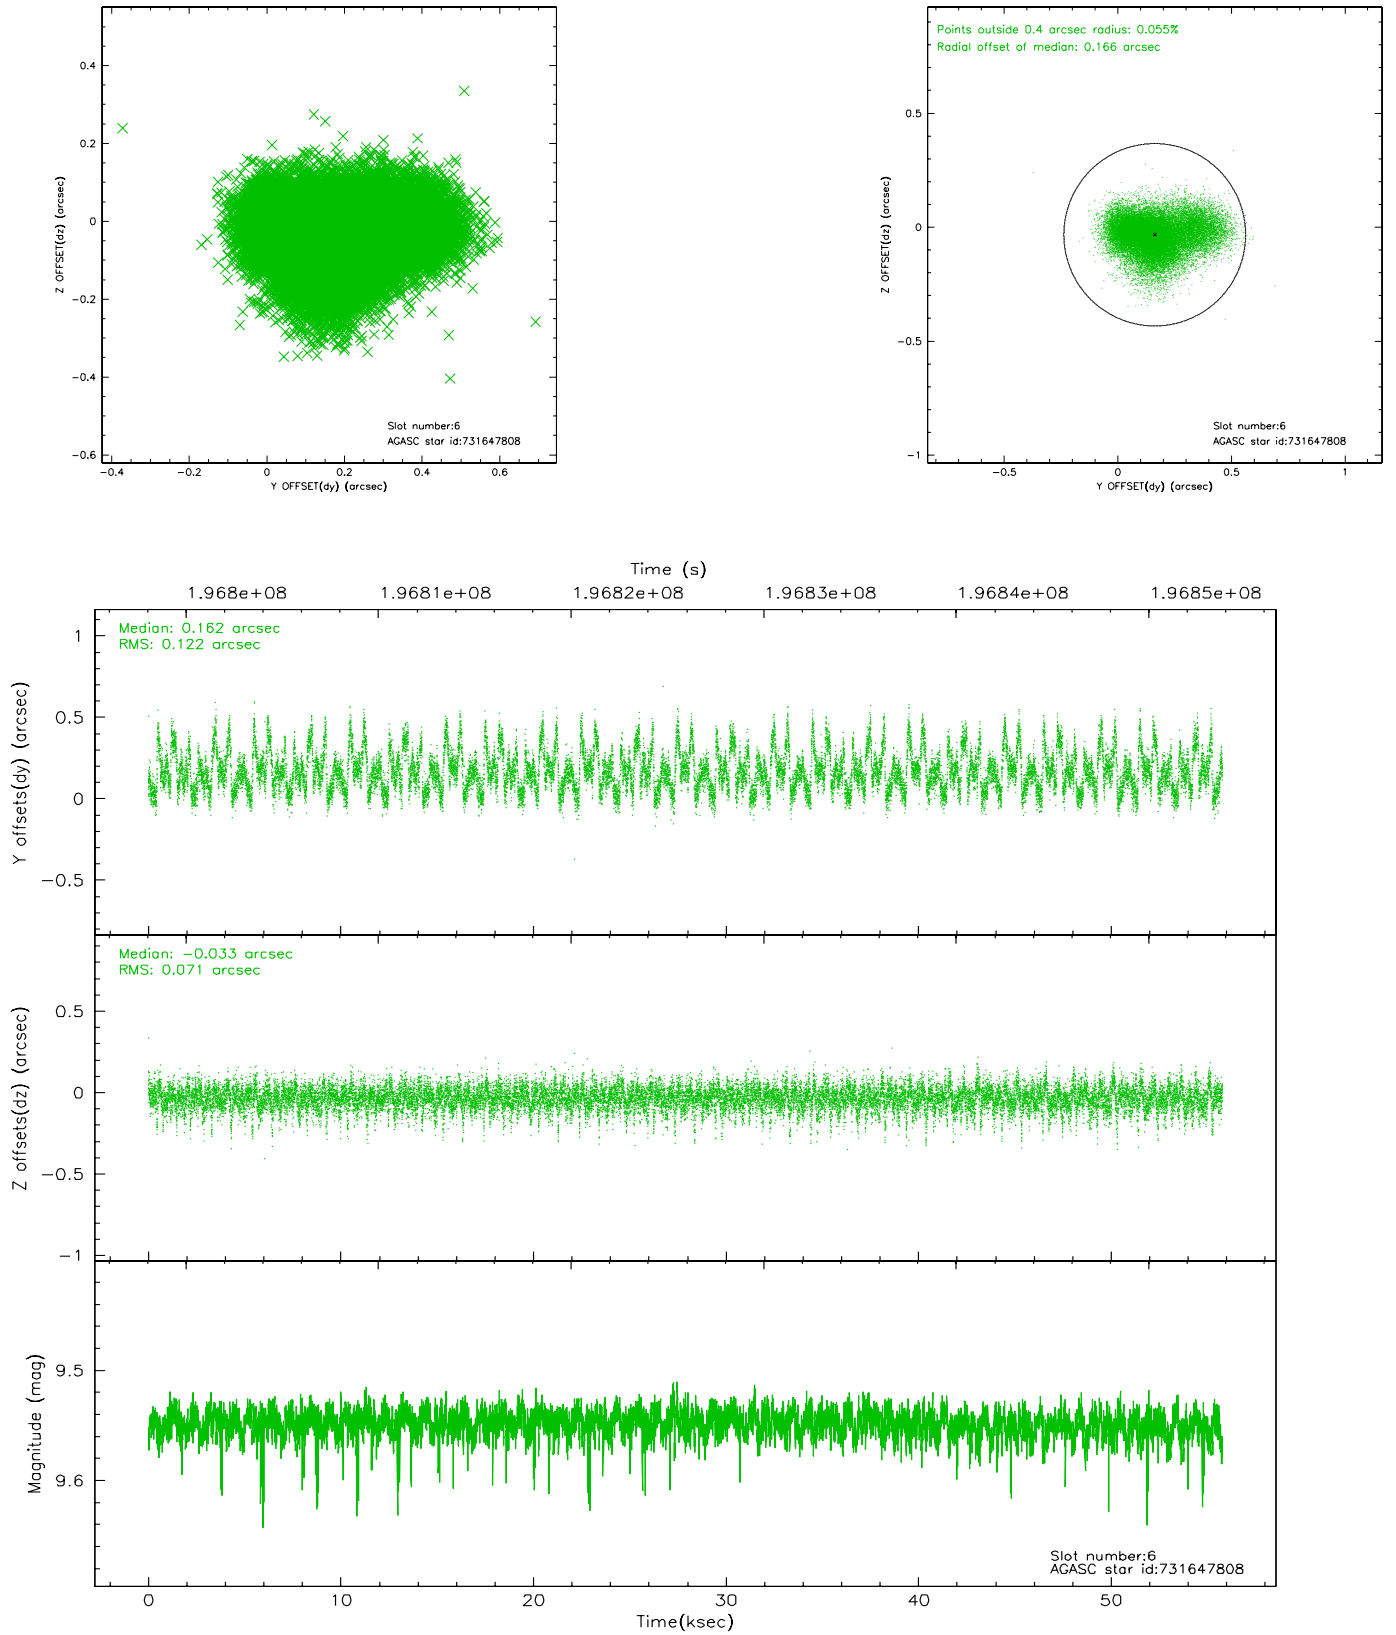 0.4
0.2
0
−0.2
−0.4
−0.6
Z OFFSET(dz) (arcsec)
Slot number:6
AGASC star id:731647808
−0.4 −0.2 0 0.2 0.4 0.6
Y OFFSET(dy) (arcsec)
Points outside 0.4 arcsec radius: 0.055%
Radial offset of median: 0.166 arcsec
0.5
0
−0.5
−1
Z OFFSET(dz) (arcsec)
Slot number:6
AGASC star id:731647808
−0.5 0 0.5 1
Y OFFSET(dy) (arcsec)
Time (s)
1.968e+08 1.9681e+08 1.9682e+08 1.9683e+08 1.9684e+08 1.9685e+08
Median: 0.162 arcsec
RMS: 0.122 arcsec
1
0.5
0
−0.5
Y offsets(dy) (arcsec)
Median: −0.033 arcsec
RMS: 0.071 arcsec
0.5
0
−0.5
−1
Z offsets(dz) (arcsec)
9.5
9.6
Magnitude (mag)
Slot number:6
AGASC star id:731647808
0 10 20 30 40 50
Time(ksec)